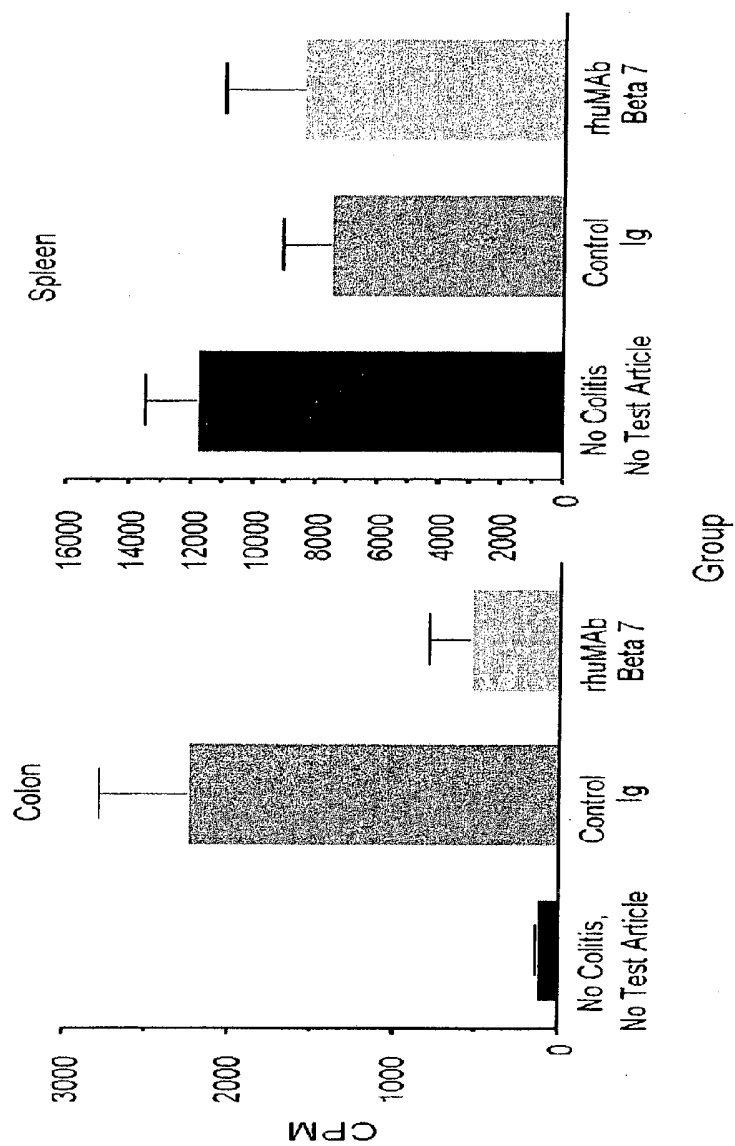 Colon
Spleen
CPM
3000
2000
1000
0
No Colitis,
No Test Article
Control
Ig
rhuMAb
Beta 7
16000
14000
12000
10000
8000
6000
4000
2000
0
No Colitis
No Test Article
Control
Ig
rhuMAb
Beta 7
Group